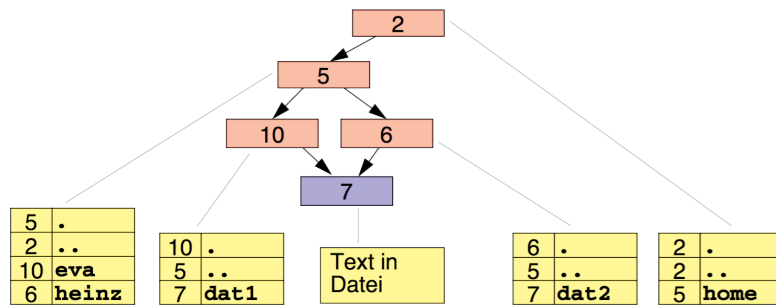 2
5
10
6
7
5 .
2 ..
10 eva
6 heinz
10 .
5 ..
7 dat1
Text in
Datei
6 .
5 ..
7 dat2
2 .
2 ..
5 home